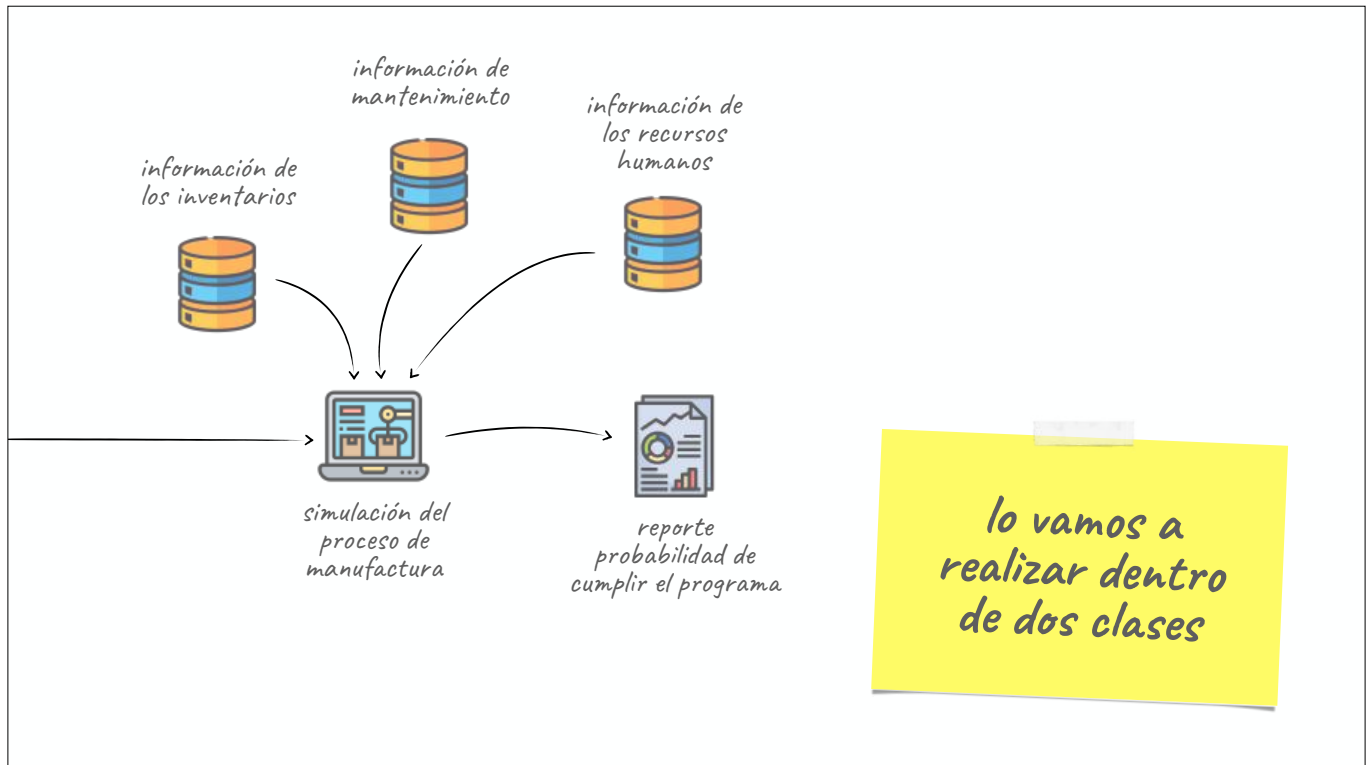 información de
mantenimiento
información de
los recursos
humanos
información de
los inventarios
simulación del
proceso de
manufactura
reporte
probabilidad de
cumplir el programa
lo vamos a
realizar dentro
de dos clases